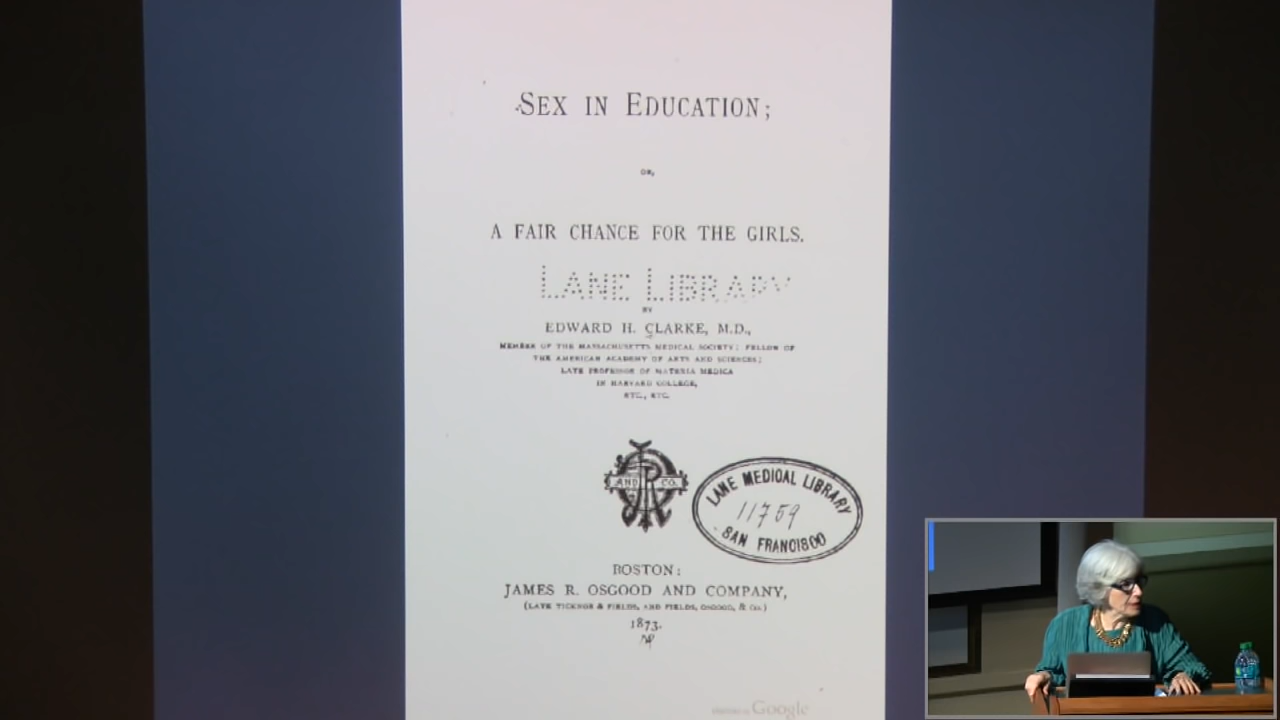 SEX IN EDUCATION;
OR,
A FAIR CHANCE FOR THE GIRLS.
LANE LIBRARY
BY
EDWARD H. CLARKE, M.D.,
MEMBER OF THE MASSACHUSETTS MEDICAL SOCIETY; FELLOW OF
THE AMERICAN ACADEMY OF ARTS AND SCIENCES;
LATE PROFESSOR OF MATERIA MEDICA
IN HARVARD COLLEGE,
ETC., ETC.
AND CO.
LANE MEDICAL LIBRARY
11759
SAN FRANCISCO
BOSTON:
JAMES R. OSGOOD AND COMPANY,
(LATE TICKNOR & FIELDS, AND FIELDS, OSGOOD, & CO.)
1873.
Google